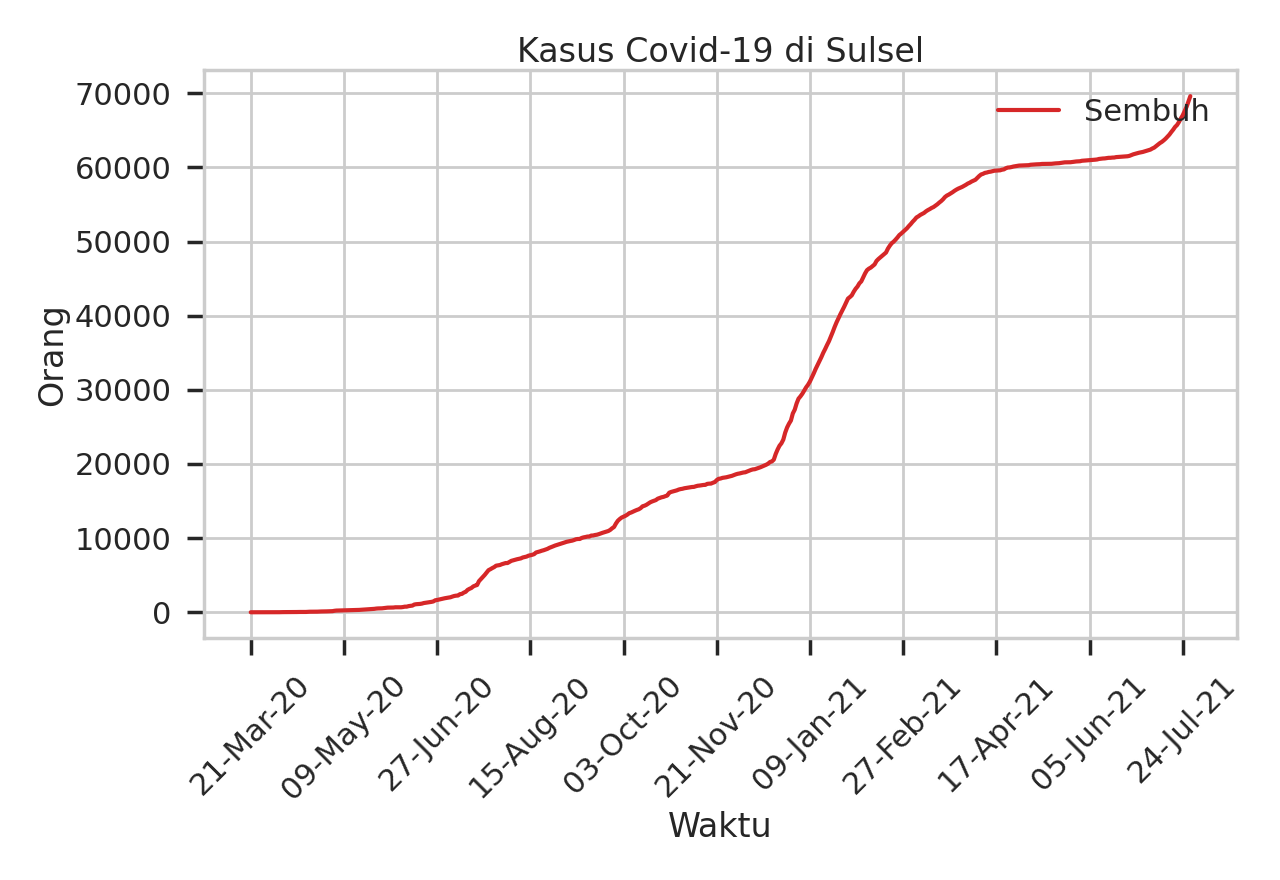 Kasus Covid-19 di Sulsel
Sembuh
Orang
70000
60000
50000
40000
30000
20000
10000
0
21-Mar-20
09-May-20
27-Jun-20
15-Aug-20
03-Oct-20
21-Nov-20
09-Jan-21
27-Feb-21
17-Apr-21
05-Jun-21
24-Jul-21
Waktu